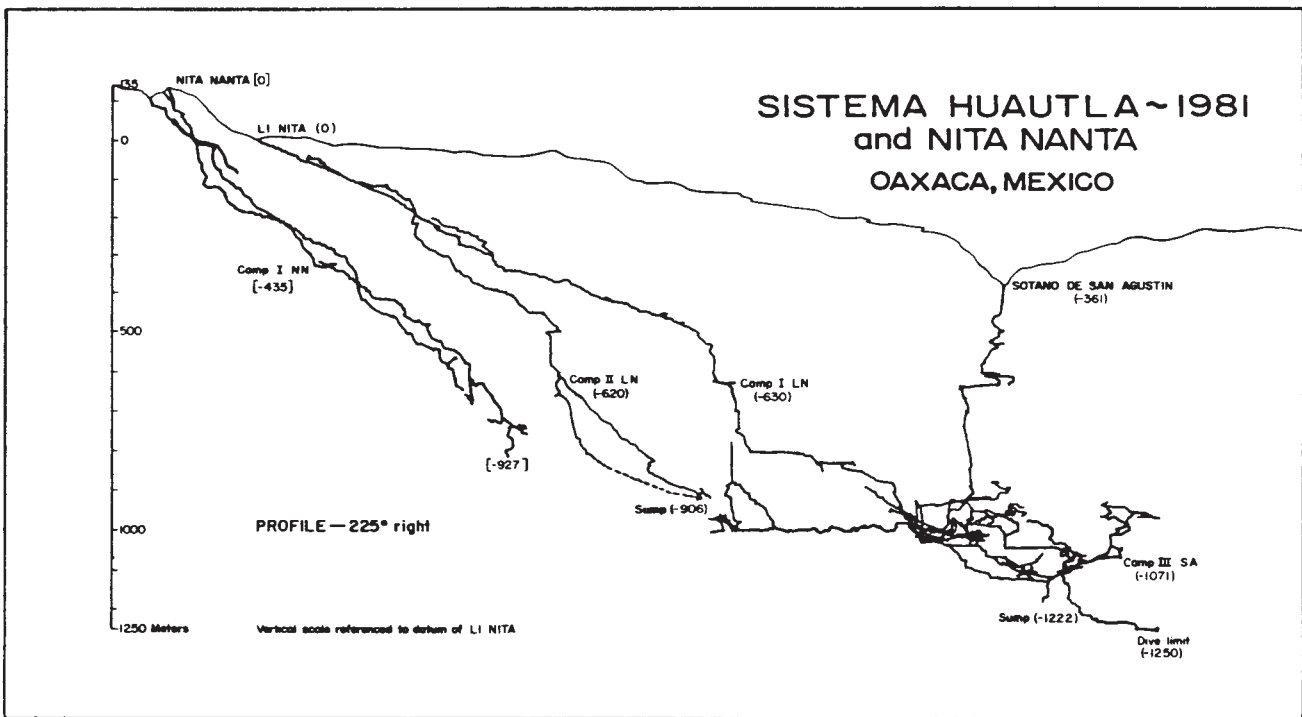 SISTEMA HUAUTLA~1981
and NITA NANTA
OAXACA, MEXICO
NITA NANTA [0]
135
LI NITA (0)
0
Camp I NN
[-435]
SOTANO DE SAN AGUSTIN
(-361)
500
Camp II LN
(-620)
Camp I LN
(-630)
[-927]
Sump (-906)
PROFILE — 225° right
1000
Camp III SA
(-1071)
Sump (-1222)
1250 Meters
Vertical scale referenced to datum of LI NITA
Dive limit
(-1250)